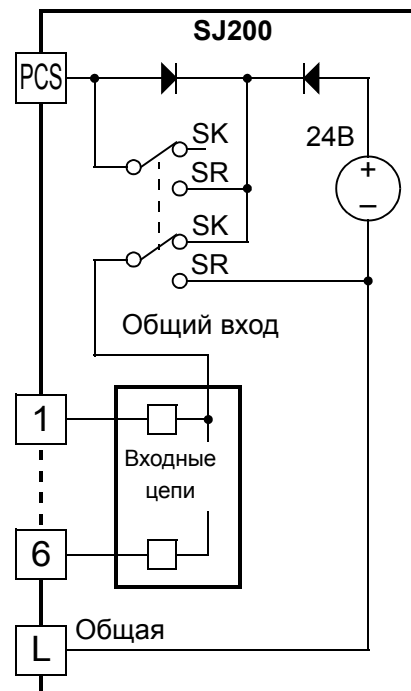 SJ200
PCS
SK
24В
+
SR
–
SK
SR
Общий вход
1
Входные
цепи
6
Общая
L